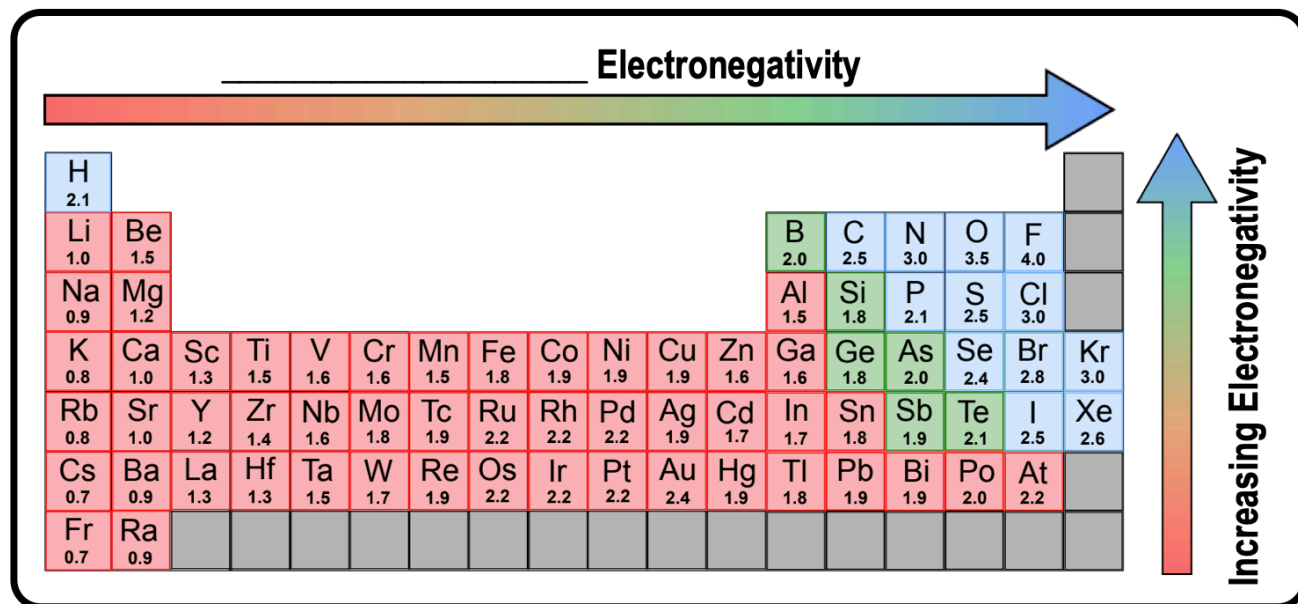 ____________________ Electronegativity
H
2.1
Li Be B C N O F
1.0 1.5 2.0 2.5 3.0 3.5 4.0
Na Mg Al Si P S Cl
0.9 1.2 1.5 1.8 2.1 2.5 3.0
K Ca Sc Ti V Cr Mn Fe Co Ni Cu Zn Ga Ge As Se Br Kr
0.8 1.0 1.3 1.5 1.6 1.6 1.5 1.8 1.9 1.9 1.9 1.6 1.6 1.8 2.0 2.4 2.8 3.0
Rb Sr Y Zr Nb Mo Tc Ru Rh Pd Ag Cd In Sn Sb Te I Xe
0.8 1.0 1.2 1.4 1.6 1.8 1.9 2.2 2.2 2.2 1.9 1.7 1.7 1.8 1.9 2.1 2.5 2.6
Cs Ba La Hf Ta W Re Os Ir Pt Au Hg Tl Pb Bi Po At
0.7 0.9 1.3 1.3 1.5 1.7 1.9 2.2 2.2 2.2 2.4 1.9 1.8 1.9 1.9 2.0 2.2
Fr Ra
0.7 0.9
Increasing Electronegativity